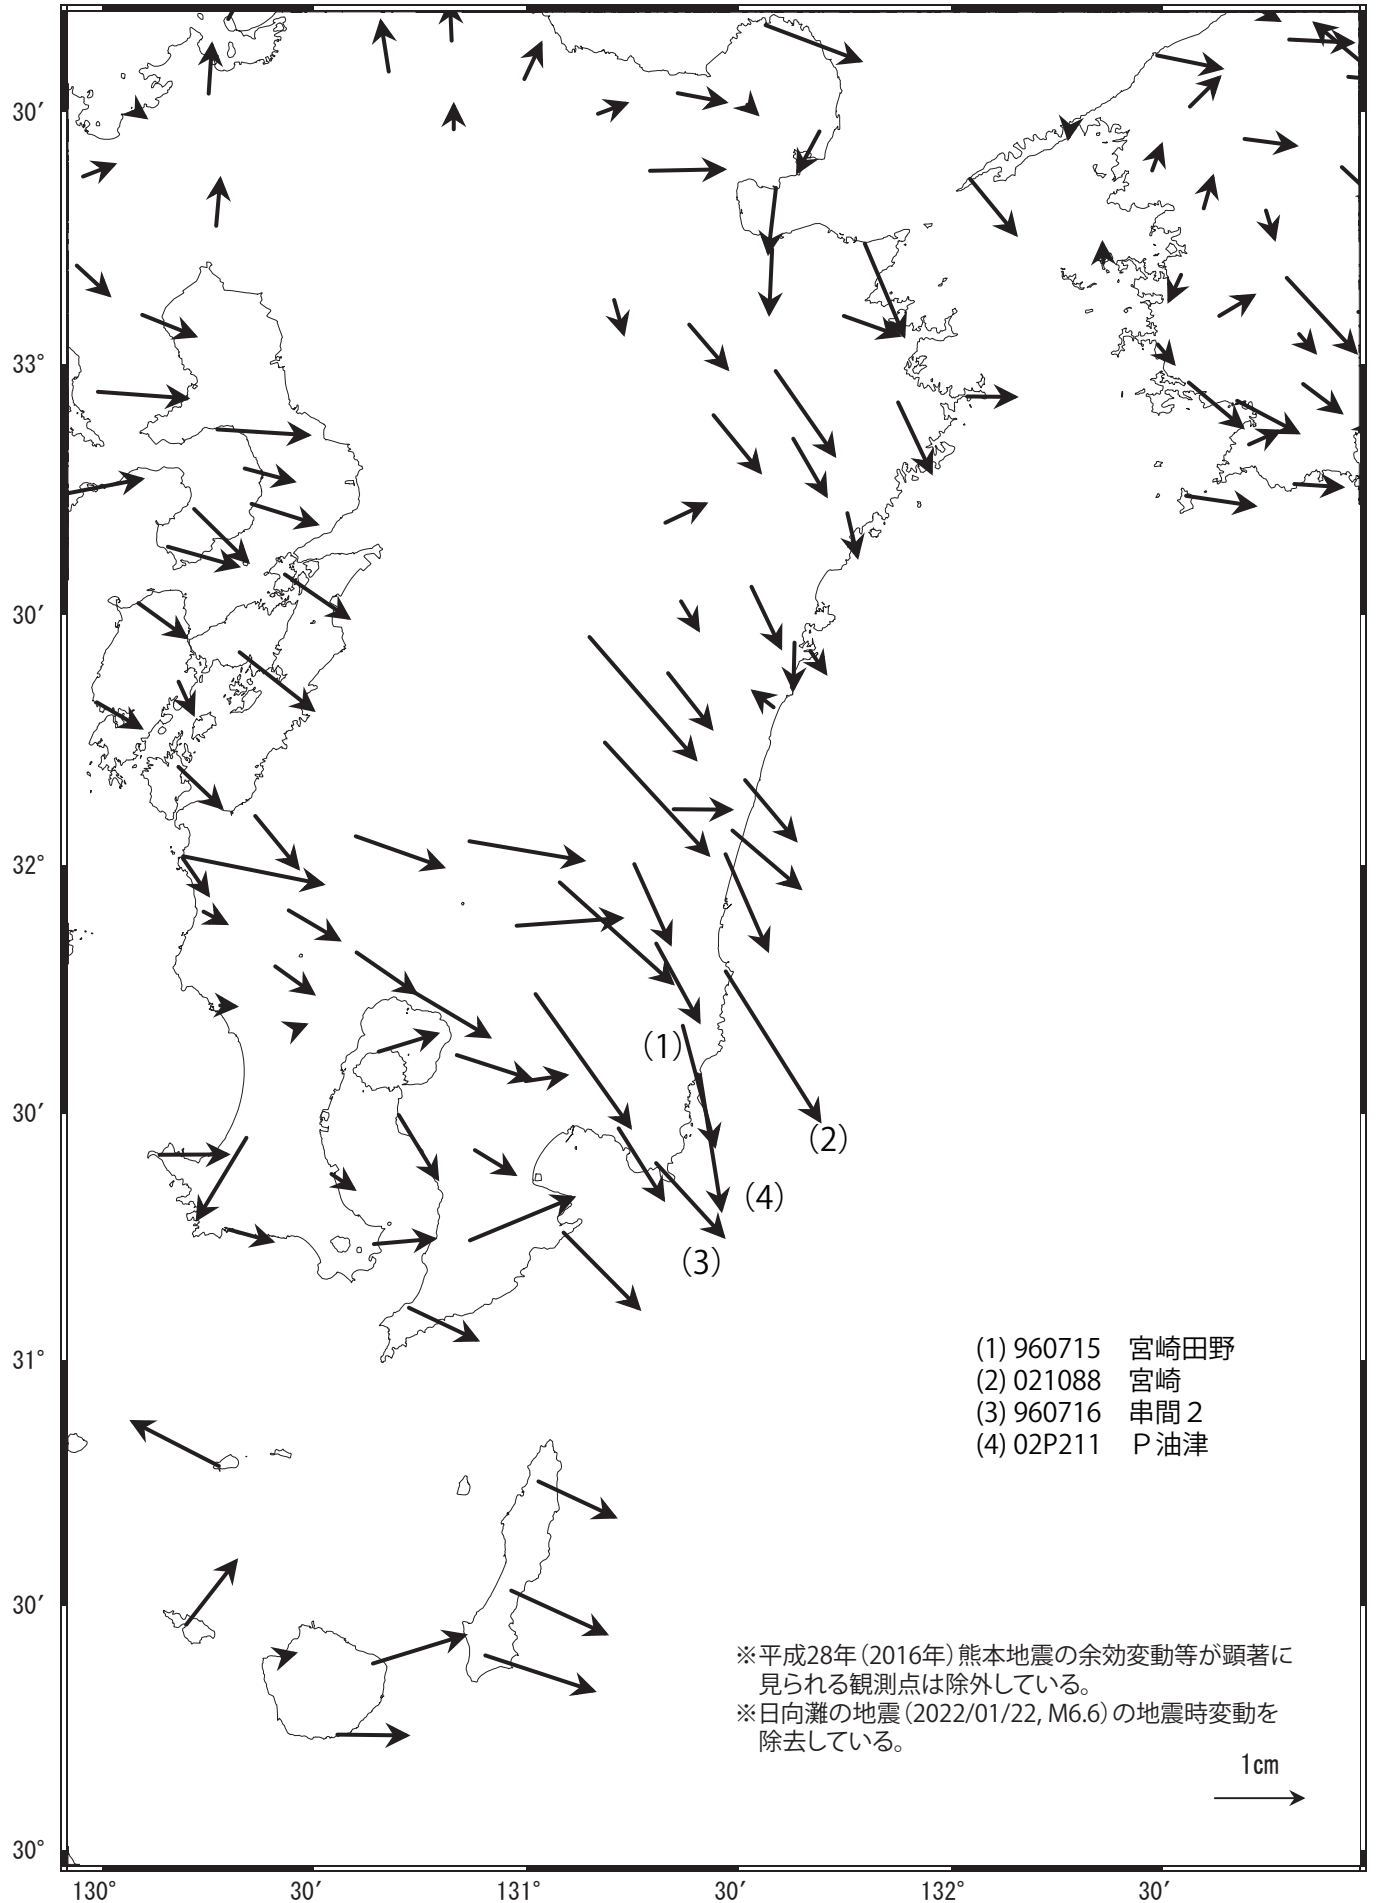 30′
33°
30′
32°
(1)
30′
(2)
(4)
(3)
31°
(1) 960715　宮崎田野
(2) 021088　宮崎
(3) 960716　串間２
(4) 02P211　Ｐ油津
30′
※平成28年（2016年）熊本地震の余効変動等が顕著に
見られる観測点は除外している。
※日向灘の地震（2022/01/22, M6.6）の地震時変動を
除去している。
1cm
30°
130° 30′ 131° 30′ 132° 30′